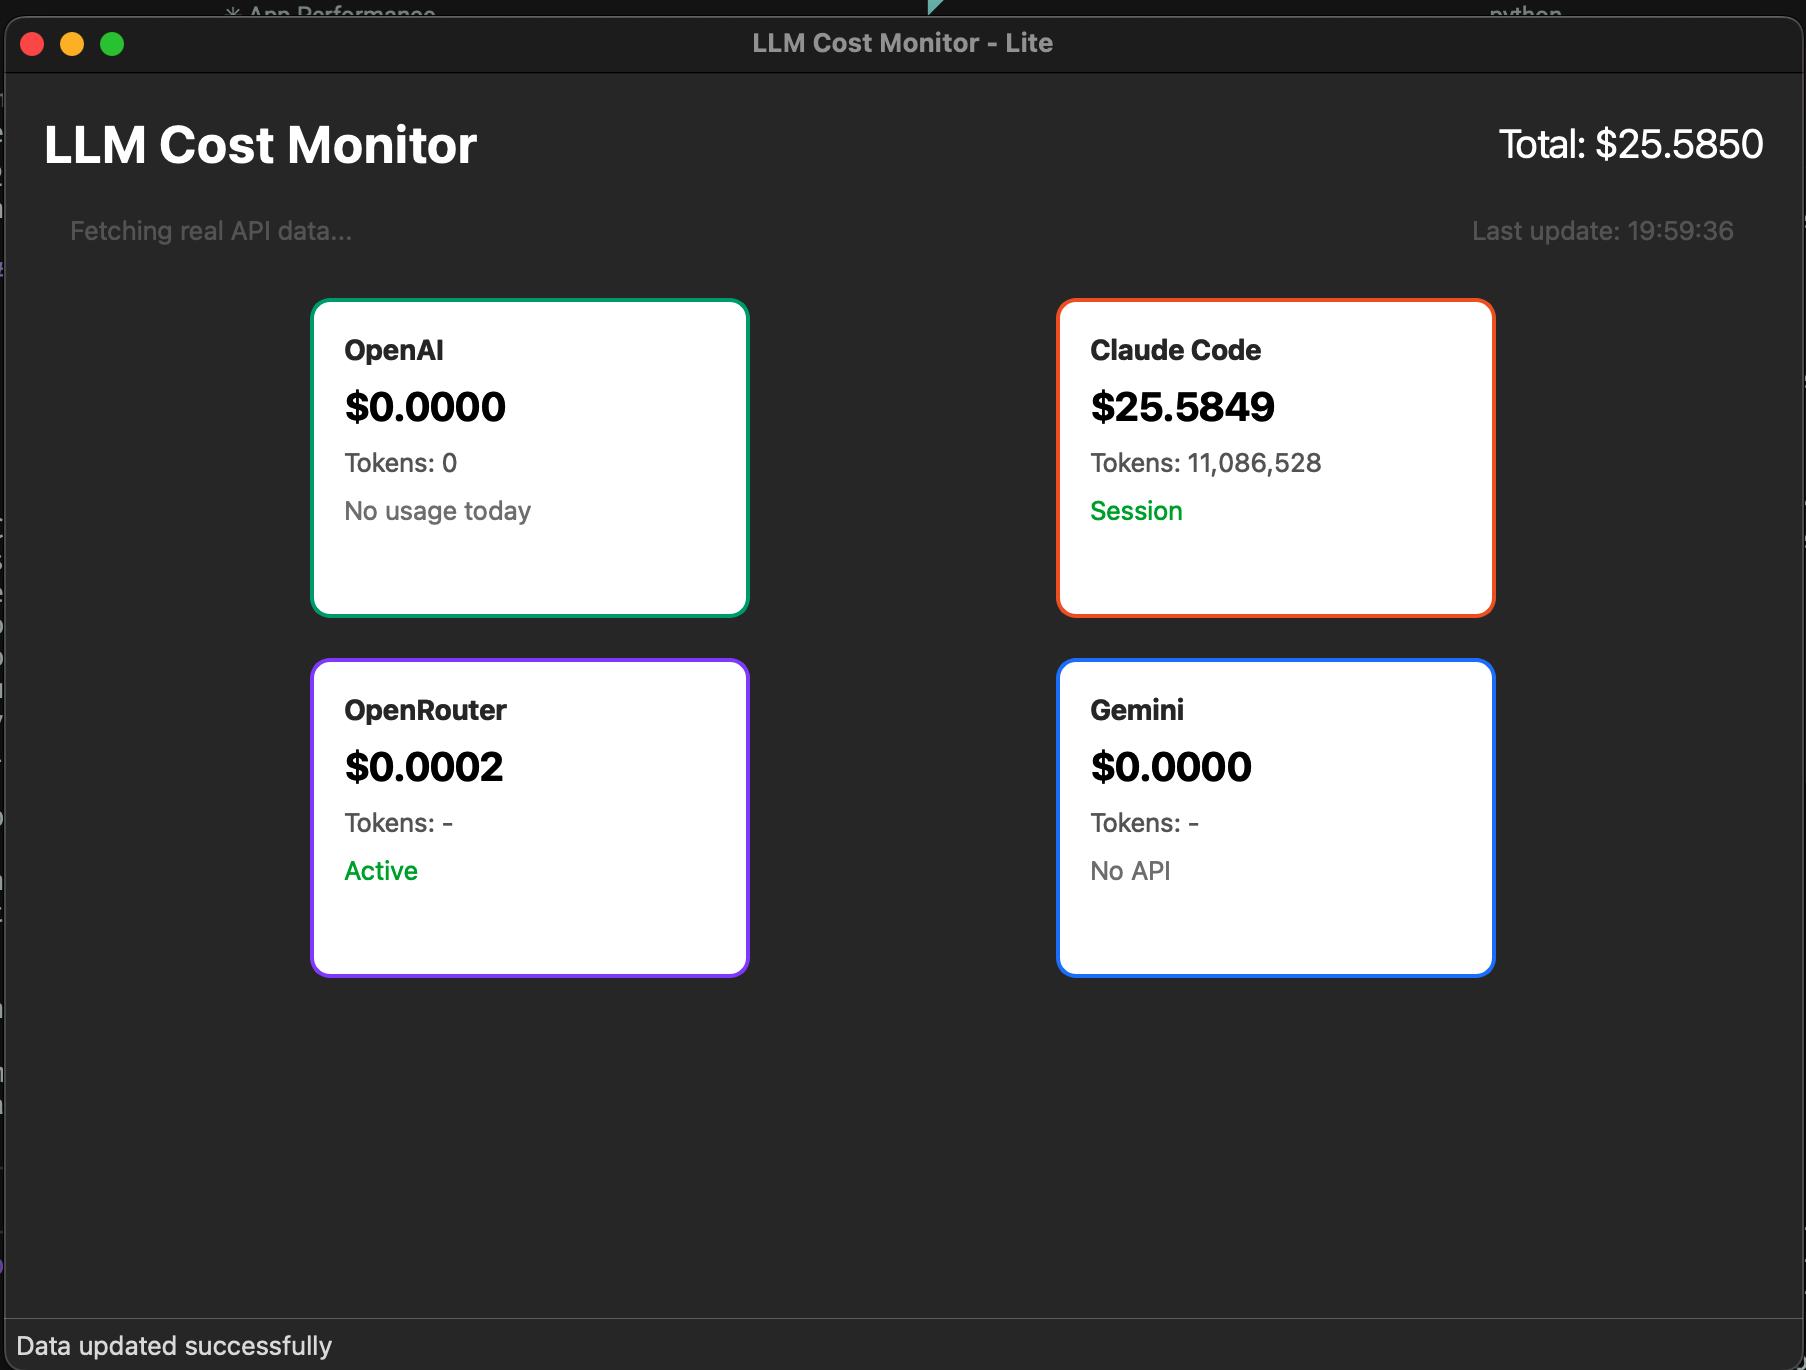 ✳ App Performance
python
LLM Cost Monitor - Lite
LLM Cost Monitor
Total: $25.5850
Fetching real API data...
Last update: 19:59:36
OpenAI
$0.0000
Tokens: 0
No usage today
Claude Code
$25.5849
Tokens: 11,086,528
Session
OpenRouter
$0.0002
Tokens: -
Active
Gemini
$0.0000
Tokens: -
No API
Data updated successfully